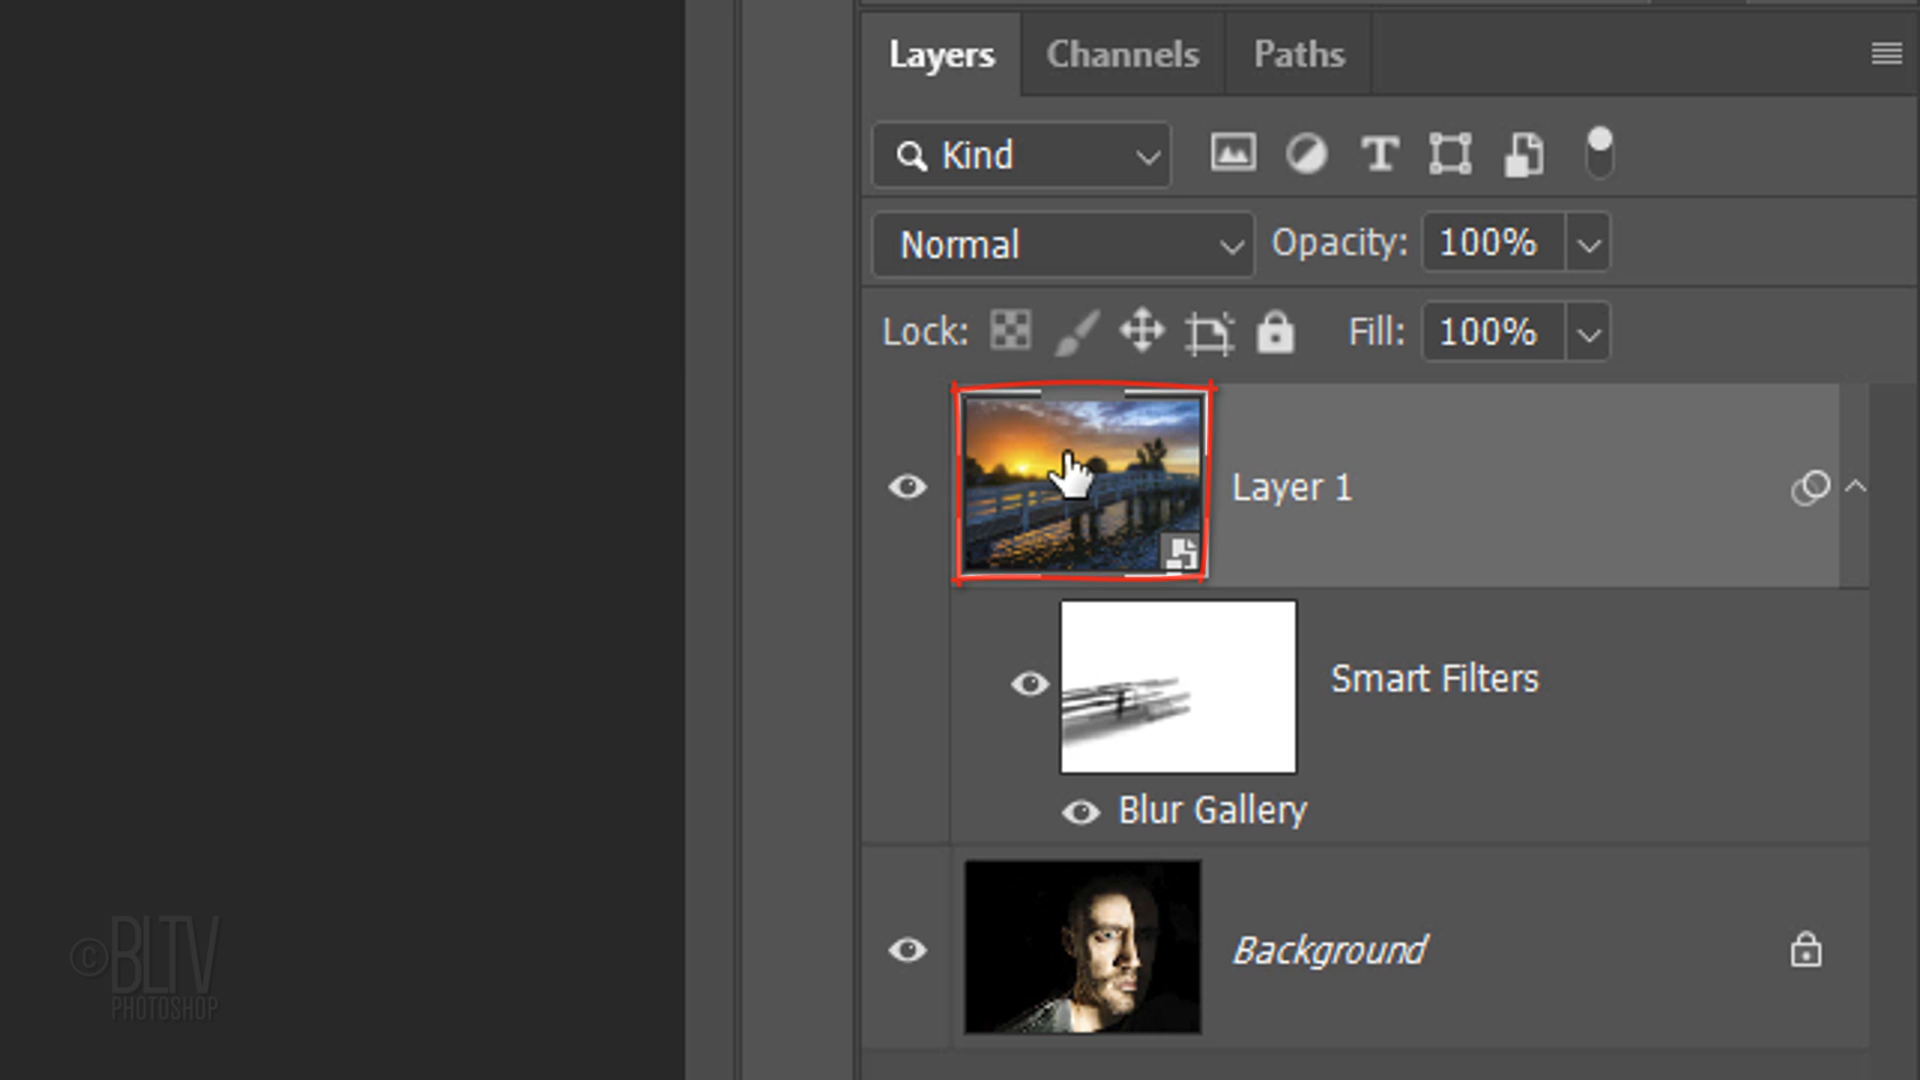 Layers Channels Paths
Kind
Normal Opacity: 100%
Lock: Fill: 100%
Layer 1
Smart Filters
Blur Gallery
Background
©BLTV
PHOTOSHOP